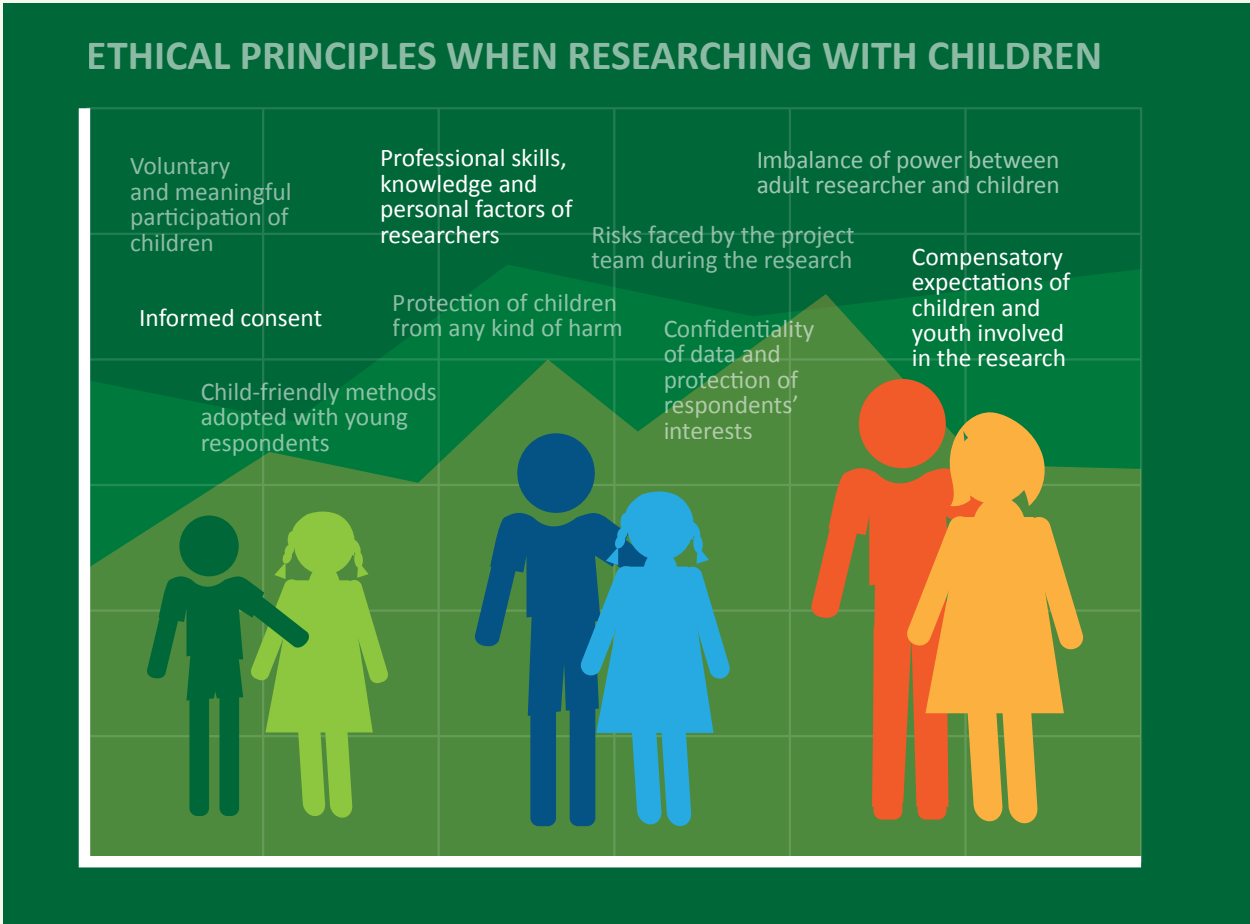 ETHICAL PRINCIPLES WHEN RESEARCHING WITH CHILDREN
Voluntary
and meaningful
participation of
children
Professional skills,
knowledge and
personal factors of
researchers
Imbalance of power between
adult researcher and children
Risks faced by the project
team during the research
Compensatory
expectations of
children and
youth involved
in the research
Informed consent
Protection of children
from any kind of harm
Confidentiality
of data and
protection of
respondents’
interests
Child-friendly methods
adopted with young
respondents